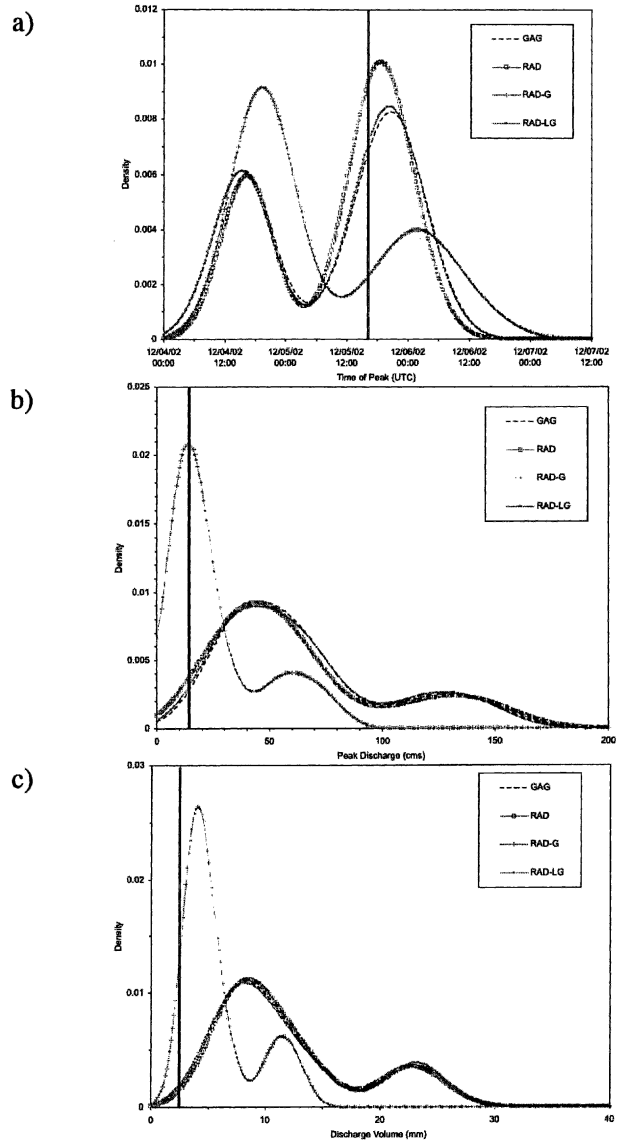 a)
0.012
0.01
0.008
0.006
0.004
0.002
0
Density
GAG
RAD
RAD-G
RAD-LG
12/04/02 12/04/02 12/05/02 12/05/02 12/06/02 12/06/02 12/07/02 12/07/02
00:00 12:00 00:00 12:00 00:00 12:00 00:00 12:00
Time of Peak (UTC)
b)
0.025
0.02
0.015
0.01
0.005
0
Density
GAG
RAD
RAD-G
RAD-LG
0 50 100 150 200
Peak Discharge (cms)
c)
0.03
0.02
0.01
0
Density
GAG
RAD
RAD-G
RAD-LG
0 10 20 30 40
Discharge Volume (mm)